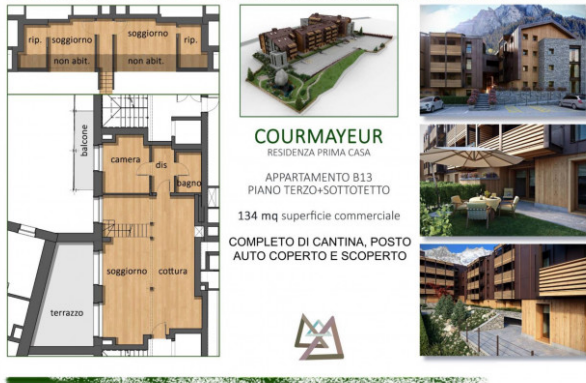 rip. soggiorno soggiorno rip.
non abit. non abit.
balcone
camera
dis
bagno
soggiorno cottura
terrazzo
COURMAYEUR
RESIDENZA PRIMA CASA
APPARTAMENTO B13
PIANO TERZO+SOTTOTETTO
134 mq superficie commerciale
COMPLETO DI CANTINA, POSTO
AUTO COPERTO E SCOPERTO